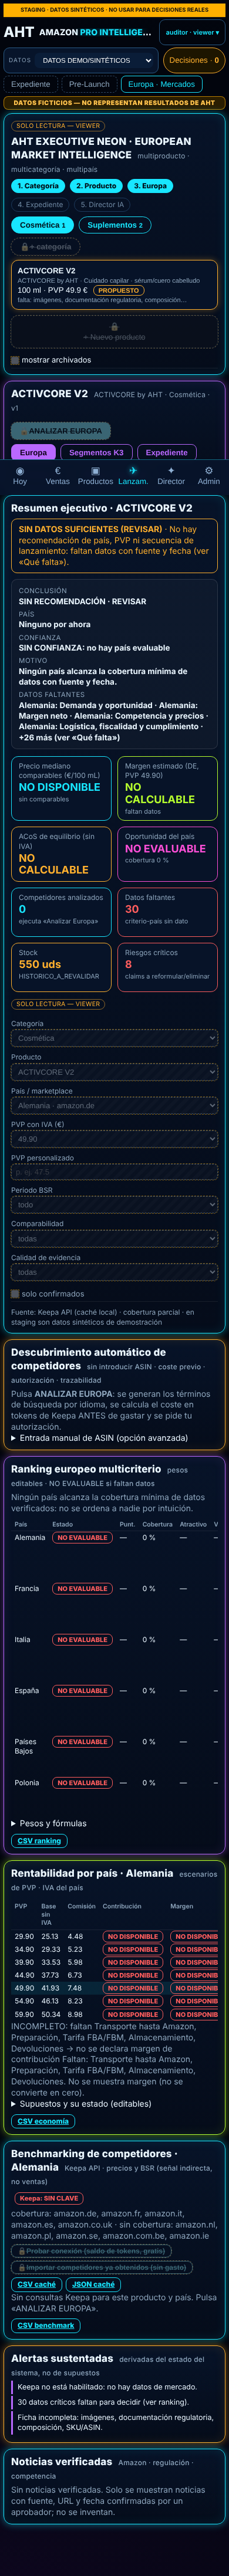 STAGING · DATOS SINTÉTICOS · NO USAR PARA DECISIONES REALES
AHT AMAZON PRO INTELLIGE...
auditor · viewer ▾
DATOS DATOS DEMO/SINTÉTICOS
Decisiones · 0
Expediente
Pre-Launch
Europa · Mercados
DATOS FICTICIOS — NO REPRESENTAN RESULTADOS DE AHT
SOLO LECTURA — VIEWER
AHT EXECUTIVE NEON · EUROPEAN
MARKET INTELLIGENCE multiproducto ·
multicategoría · multipaís
1. Categoría
2. Producto
3. Europa
4. Expediente
5. Director IA
Cosmética 1
Suplementos 2
+ categoría
ACTIVCORE V2
ACTIVCORE by AHT · Cuidado capilar · sérum/cuero cabelludo
100 ml · PVP 49.9 € PROPUESTO
falta: imágenes, documentación regulatoria, composición...
+ Nuevo producto
mostrar archivados
ACTIVCORE V2 ACTIVCORE by AHT · Cosmética ·
v1
ANALIZAR EUROPA
Europa
Segmentos K3
Expediente
Hoy
Ventas
Productos
Lanzam.
Director
Admin
Resumen ejecutivo · ACTIVCORE V2
SIN DATOS SUFICIENTES (REVISAR) · No hay
recomendación de país, PVP ni secuencia de
lanzamiento: faltan datos con fuente y fecha (ver
«Qué falta»).
CONCLUSIÓN
SIN RECOMENDACIÓN · REVISAR
PAÍS
Ninguno por ahora
CONFIANZA
SIN CONFIANZA: no hay país evaluable
MOTIVO
Ningún país alcanza la cobertura mínima de
datos con fuente y fecha.
DATOS FALTANTES
Alemania: Demanda y oportunidad · Alemania:
Margen neto · Alemania: Competencia y precios ·
Alemania: Logística, fiscalidad y cumplimiento ·
+26 más (ver «Qué falta»)
Precio mediano
comparables (€/100 mL)
NO DISPONIBLE
sin comparables
Margen estimado (DE,
PVP 49.90)
NO
CALCULABLE
faltan datos
ACoS de equilibrio (sin
IVA)
NO
CALCULABLE
Oportunidad del país
NO EVALUABLE
cobertura 0 %
Competidores analizados
0
ejecuta «Analizar Europa»
Datos faltantes
30
criterio-país sin dato
Stock
550 uds
HISTORICO_A_REVALIDAR
Riesgos críticos
8
claims a reformular/eliminar
SOLO LECTURA — VIEWER
Categoría
Cosmética
Producto
ACTIVCORE V2
País / marketplace
Alemania · amazon.de
PVP con IVA (€)
49.90
PVP personalizado
p. ej. 47.5
Periodo BSR
todo
Comparabilidad
todas
Calidad de evidencia
todas
solo confirmados
Fuente: Keepa API (caché local) · cobertura parcial · en
staging son datos sintéticos de demostración
Descubrimiento automático de
competidores sin introducir ASIN · coste previo ·
autorización · trazabilidad
Pulsa ANALIZAR EUROPA: se generan los términos
de búsqueda por idioma, se calcula el coste en
tokens de Keepa ANTES de gastar y se pide tu
autorización.
▶ Entrada manual de ASIN (opción avanzada)
Ranking europeo multicriterio pesos
editables · NO EVALUABLE si faltan datos
Ningún país alcanza la cobertura mínima de datos
verificados: no se ordena a nadie por intuición.
País Estado Punt. Cobertura Atractivo V
Alemania NO EVALUABLE — 0 % — —
Francia NO EVALUABLE — 0 % — —
Italia NO EVALUABLE — 0 % — —
España NO EVALUABLE — 0 % — —
Países
Bajos NO EVALUABLE — 0 % — —
Polonia NO EVALUABLE — 0 % — —
▶ Pesos y fórmulas
CSV ranking
Rentabilidad por país · Alemania escenarios
de PVP · IVA del país
PVP Base
sin
IVA Comisión Contribución Margen
29.90 25.13 4.48 NO DISPONIBLE NO DISPONIB
34.90 29.33 5.23 NO DISPONIBLE NO DISPONIB
39.90 33.53 5.98 NO DISPONIBLE NO DISPONIB
44.90 37.73 6.73 NO DISPONIBLE NO DISPONIB
49.90 41.93 7.48 NO DISPONIBLE NO DISPONIB
54.90 46.13 8.23 NO DISPONIBLE NO DISPONIB
59.90 50.34 8.98 NO DISPONIBLE NO DISPONIB
INCOMPLETO: faltan Transporte hasta Amazon,
Preparación, Tarifa FBA/FBM, Almacenamiento,
Devoluciones → no se declara margen de
contribución Faltan: Transporte hasta Amazon,
Preparación, Tarifa FBA/FBM, Almacenamiento,
Devoluciones. No se muestra margen (no se
convierte en cero).
▶ Supuestos y su estado (editables)
CSV economía
Benchmarking de competidores ·
Alemania Keepa API · precios y BSR (señal indirecta,
no ventas)
Keepa: SIN CLAVE
cobertura: amazon.de, amazon.fr, amazon.it,
amazon.es, amazon.co.uk · sin cobertura: amazon.nl,
amazon.pl, amazon.se, amazon.com.be, amazon.ie
Probar conexión (saldo de tokens, gratis)
Importar competidores ya obtenidos (sin gasto)
CSV caché
JSON caché
Sin consultas Keepa para este producto y país. Pulsa
«ANALIZAR EUROPA».
CSV benchmark
Alertas sustentadas derivadas del estado del
sistema, no de supuestos
Keepa no está habilitado: no hay datos de mercado.
30 datos críticos faltan para decidir (ver ranking).
Ficha incompleta: imágenes, documentación regulatoria,
composición, SKU/ASIN.
Noticias verificadas Amazon · regulación ·
competencia
Sin noticias verificadas. Solo se muestran noticias
con fuente, URL y fecha confirmadas por un
aprobador; no se inventan.